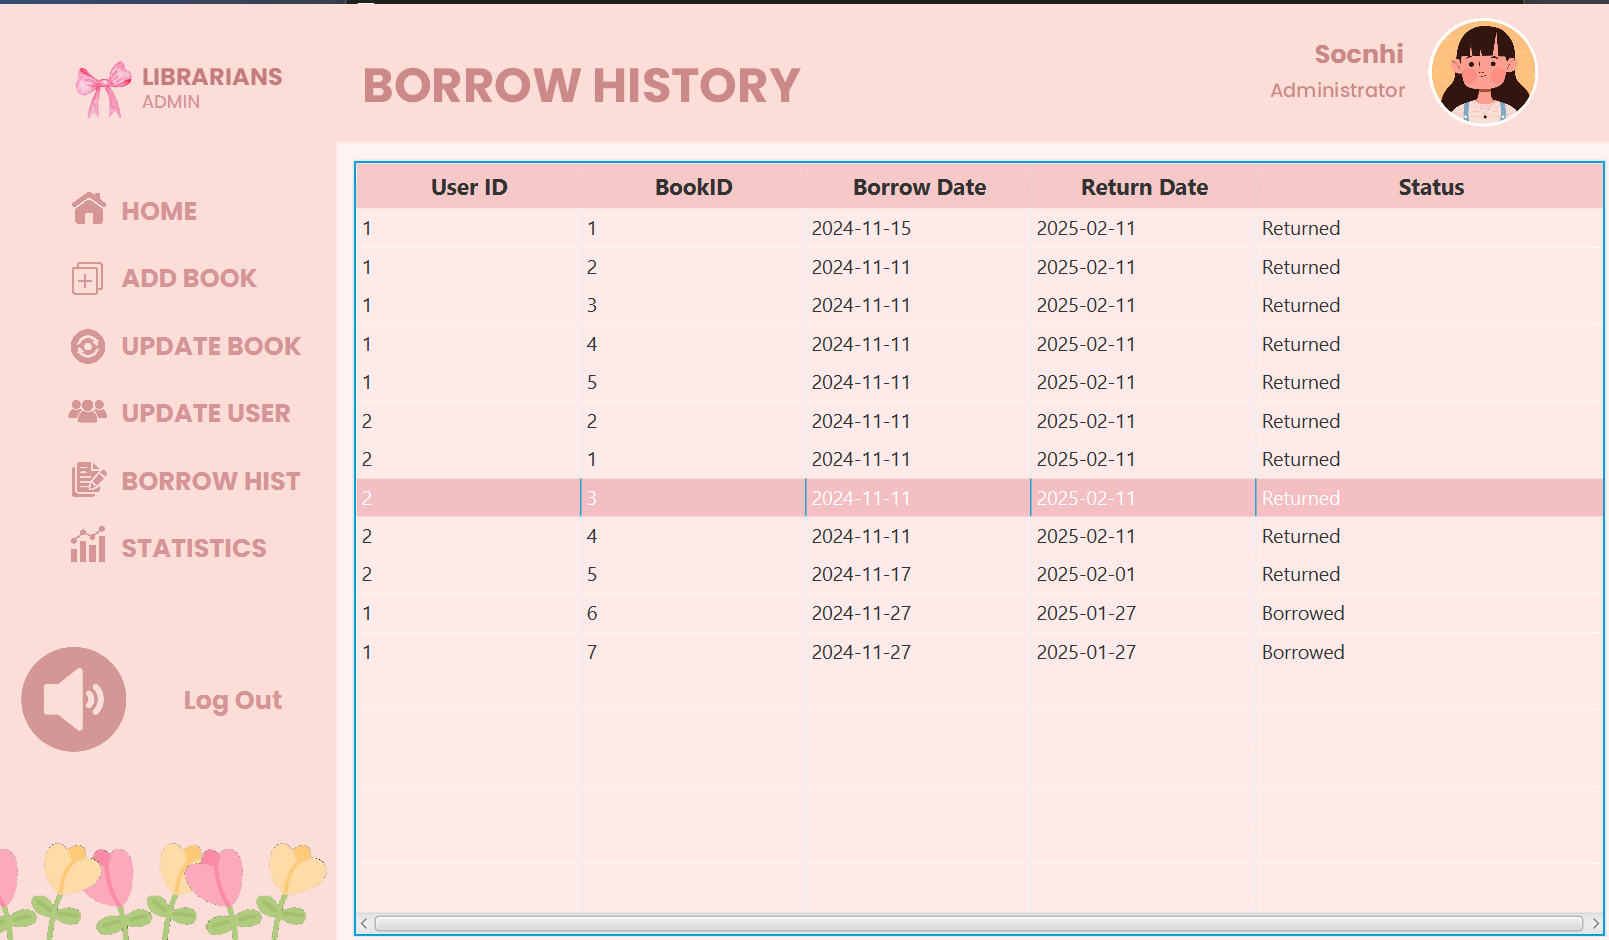 LIBRARIANS
ADMIN
BORROW HISTORY
Socnhi
Administrator
HOME
ADD BOOK
UPDATE BOOK
UPDATE USER
BORROW HIST
STATISTICS
Log Out
User ID BookID Borrow Date Return Date Status
1 1 2024-11-15 2025-02-11 Returned
1 2 2024-11-11 2025-02-11 Returned
1 3 2024-11-11 2025-02-11 Returned
1 4 2024-11-11 2025-02-11 Returned
1 5 2024-11-11 2025-02-11 Returned
2 2 2024-11-11 2025-02-11 Returned
2 1 2024-11-11 2025-02-11 Returned
2 3 2024-11-11 2025-02-11 Returned
2 4 2024-11-11 2025-02-11 Returned
2 5 2024-11-17 2025-02-01 Returned
1 6 2024-11-27 2025-01-27 Borrowed
1 7 2024-11-27 2025-01-27 Borrowed